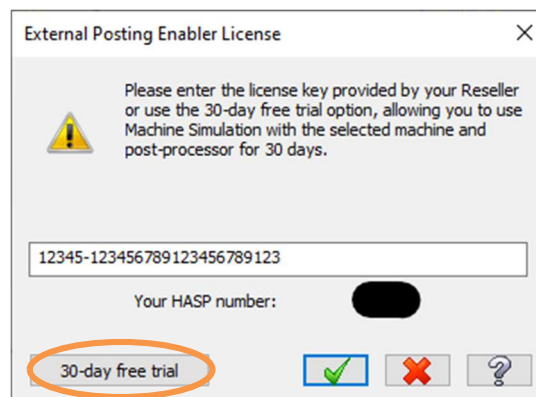 External Posting Enabler License
Please enter the license key provided by your Reseller
or use the 30-day free trial option, allowing you to use
Machine Simulation with the selected machine and
post-processor for 30 days.
12345-123456789123456789123
Your HASP number:
30-day free trial